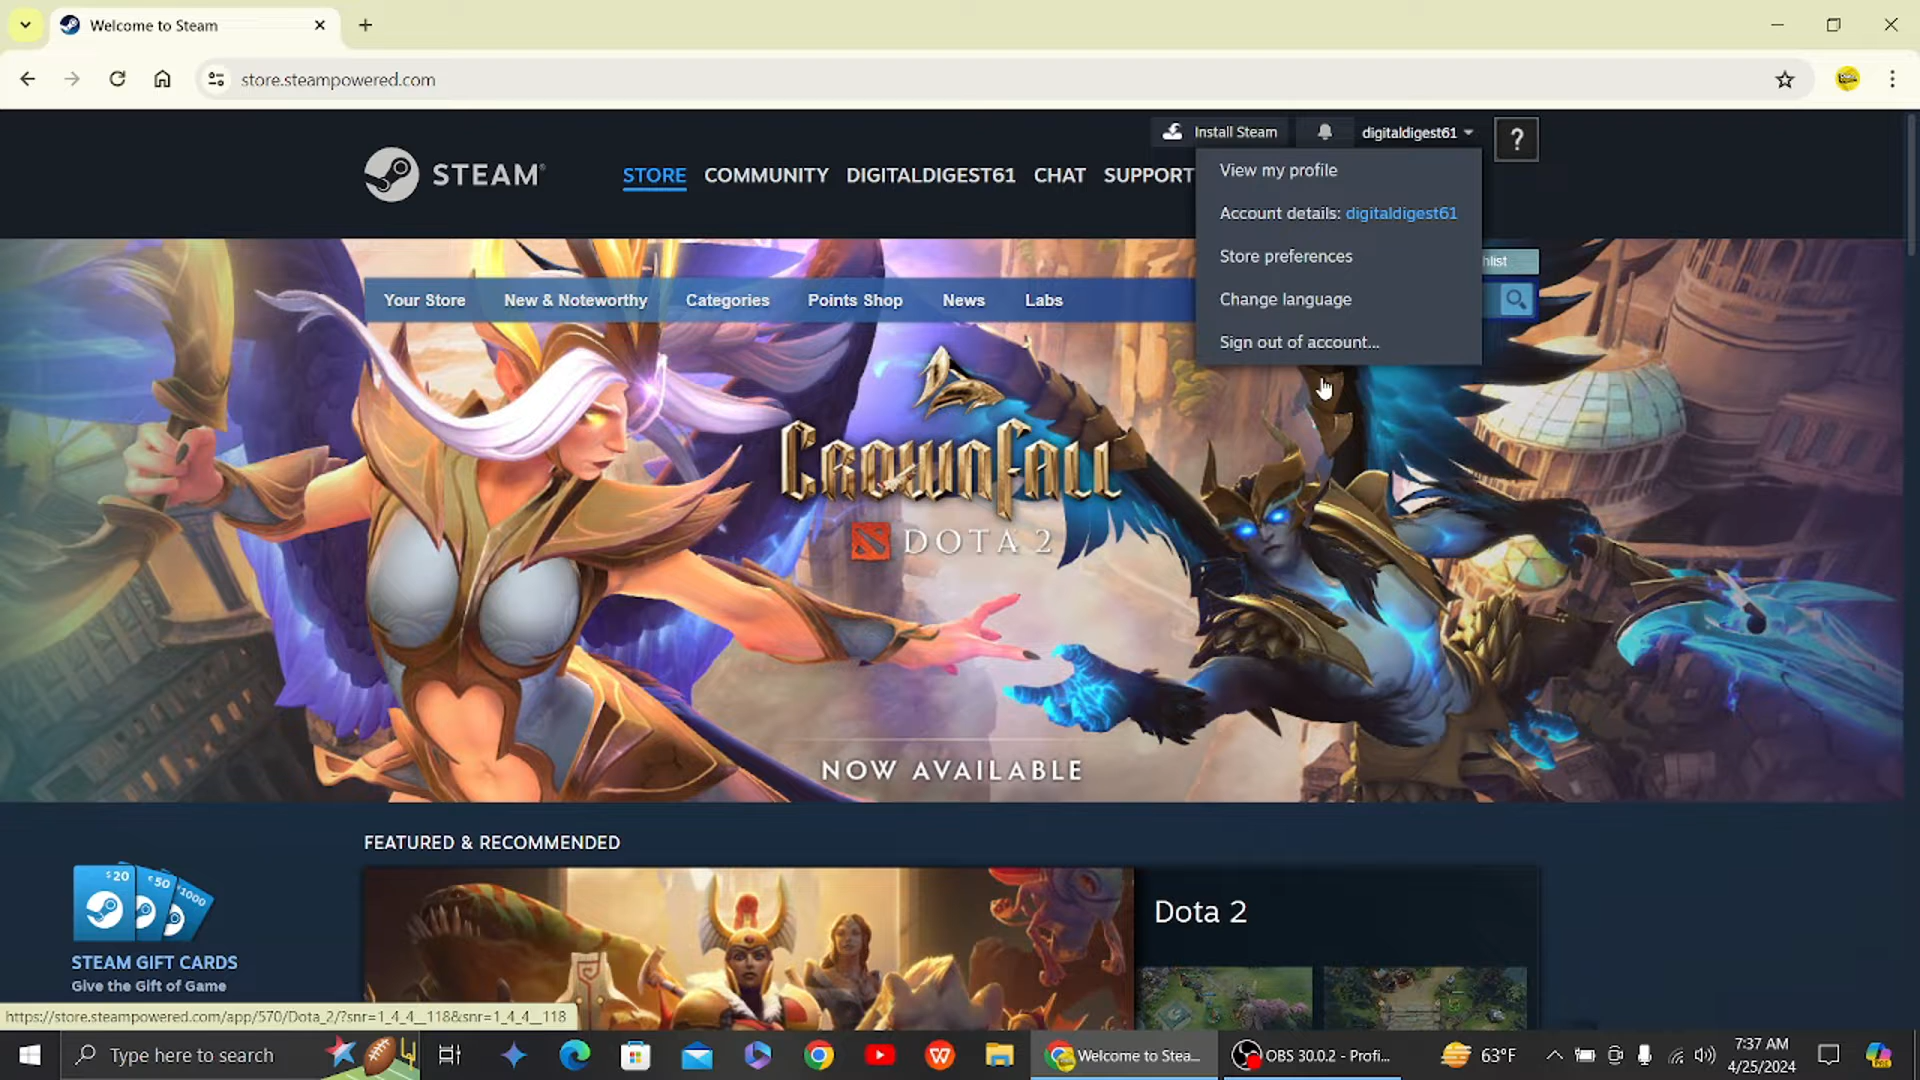 Welcome to Steam
store.steampowered.com
Install Steam
digitaldigest61
?
STEAM®
STORE
COMMUNITY
DIGITALDIGEST61
CHAT
SUPPORT
View my profile
Account details: digitaldigest61
Store preferences
Change language
Sign out of account...
hlist
Your Store
New & Noteworthy
Categories
Points Shop
News
Labs
CROWNFALL
DOTA 2
NOW AVAILABLE
FEATURED & RECOMMENDED
$20
€50
1000
STEAM GIFT CARDS
Give the Gift of Game
Dota 2
https://store.steampowered.com/app/570/Dota_2/?snr=1_4_4__118&snr=1_4_4__118
Type here to search
Welcome to Stea...
OBS 30.0.2 - Profi...
63°F
7:37 AM
4/25/2024